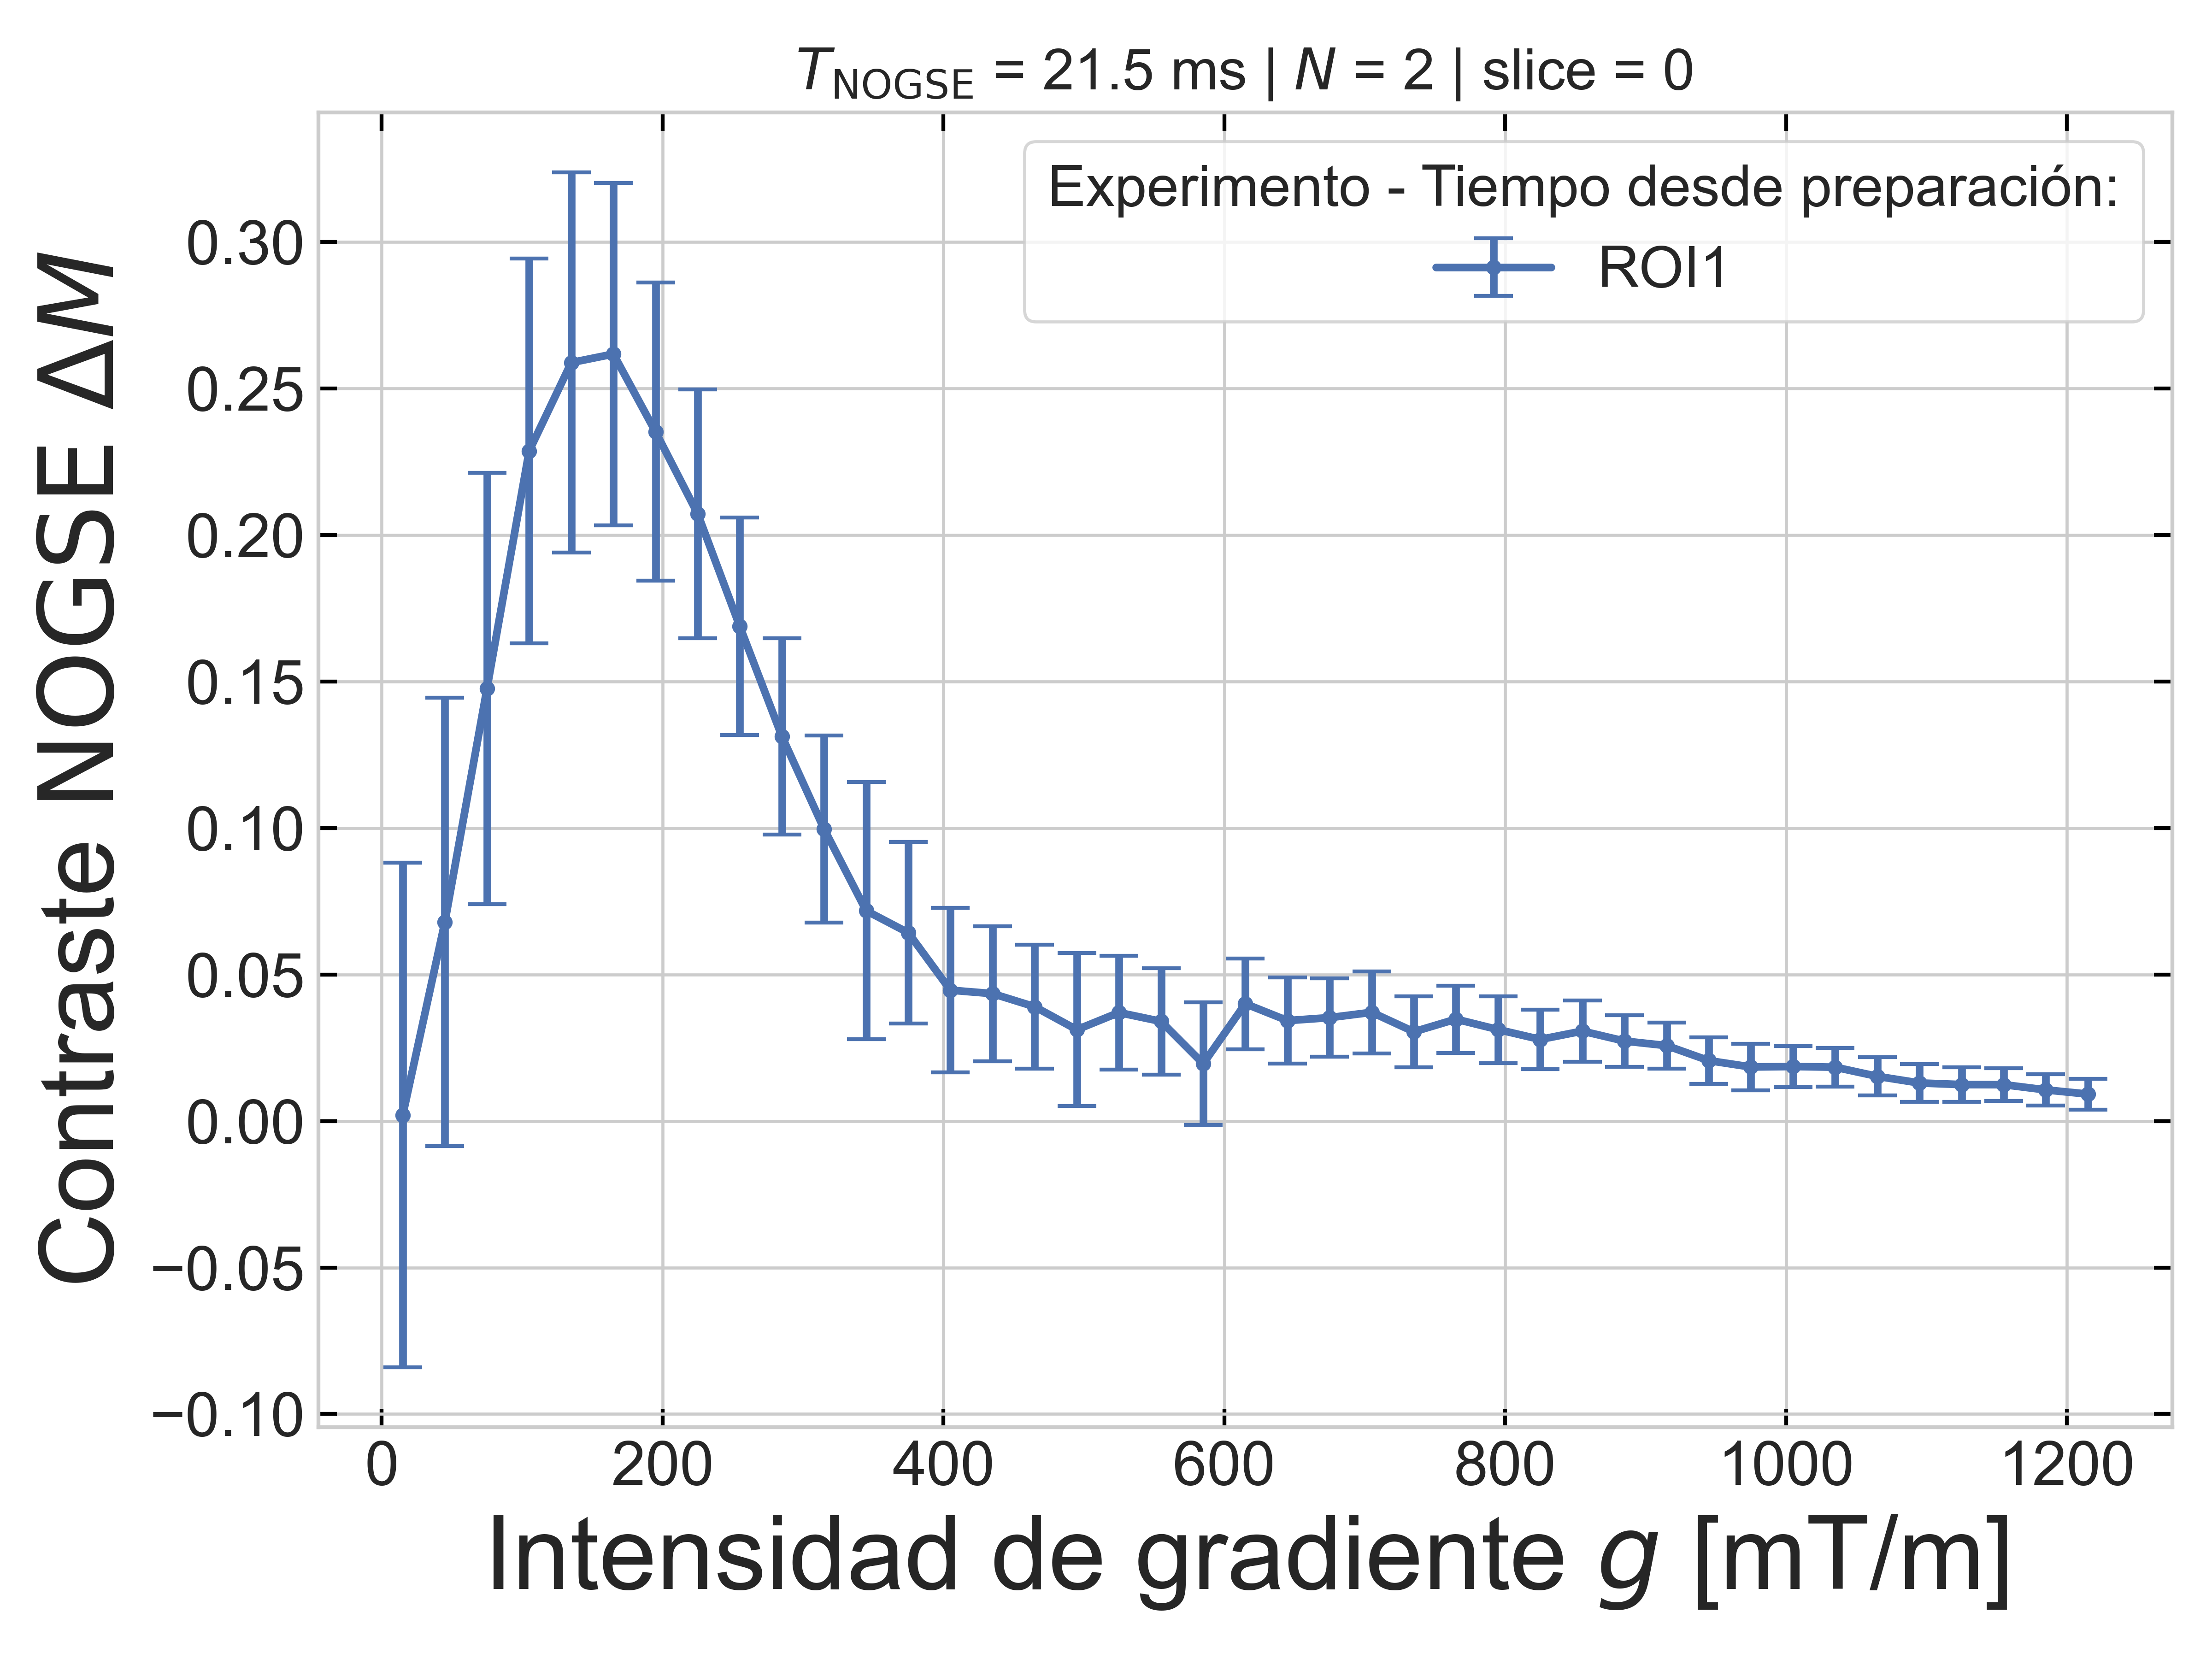 T_NOGSE = 21.5 ms | N = 2 | slice = 0
Experimento - Tiempo desde preparación:
ROI1
Contraste NOGSE ΔM
0.30
0.25
0.20
0.15
0.10
0.05
0.00
−0.05
−0.10
0 200 400 600 800 1000 1200
Intensidad de gradiente g [mT/m]